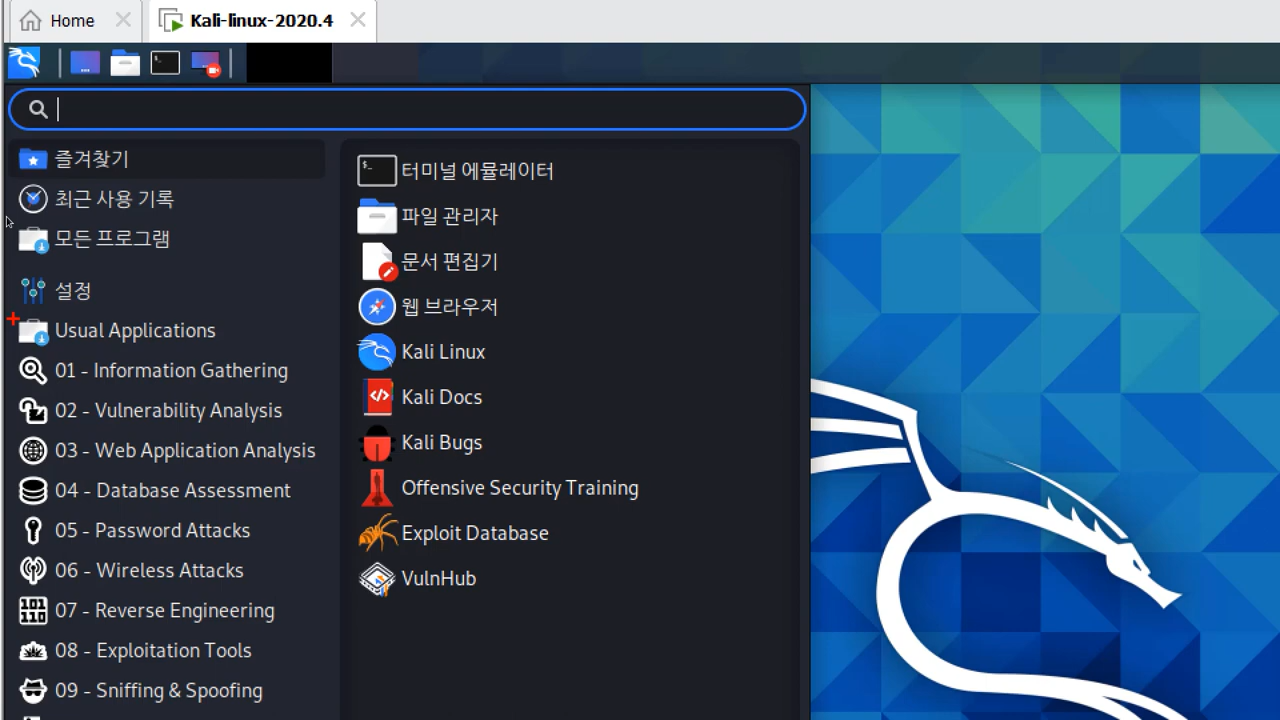 Home
Kali-linux-2020.4
즐겨찾기
최근 사용 기록
모든 프로그램
설정
Usual Applications
01 - Information Gathering
02 - Vulnerability Analysis
03 - Web Application Analysis
04 - Database Assessment
05 - Password Attacks
06 - Wireless Attacks
07 - Reverse Engineering
08 - Exploitation Tools
09 - Sniffing & Spoofing
터미널 에뮬레이터
파일 관리자
문서 편집기
웹 브라우저
Kali Linux
Kali Docs
Kali Bugs
Offensive Security Training
Exploit Database
VulnHub